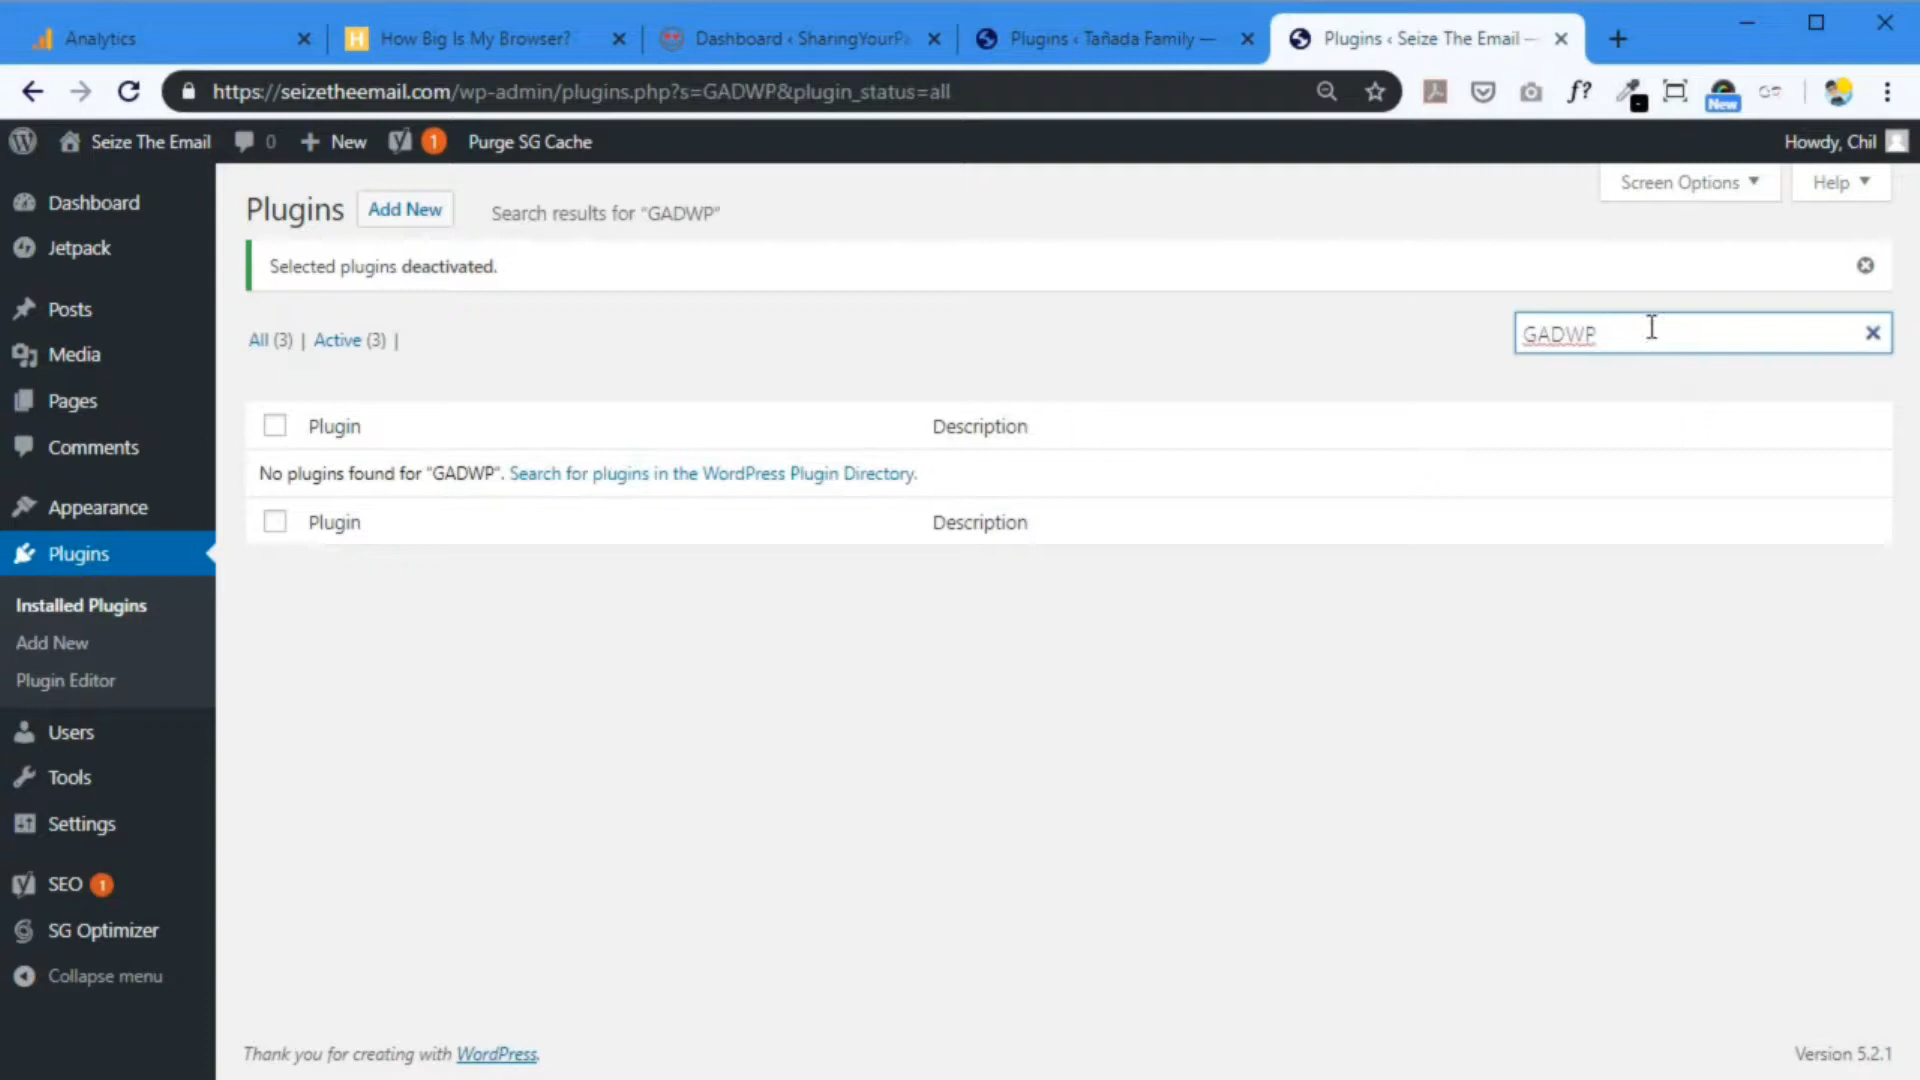 Analytics
How Big Is My Browser?
Dashboard ‹ SharingYourPa
Plugins ‹ Tañada Family —
Plugins ‹ Seize The Email —
https://seizetheemail.com/wp-admin/plugins.php?s=GADWP&plugin_status=all
f?
New
Seize The Email
0
New
1
Purge SG Cache
Howdy, Chil
Dashboard
Jetpack
Posts
Media
Pages
Comments
Appearance
Plugins
Installed Plugins
Add New
Plugin Editor
Users
Tools
Settings
SEO 1
SG Optimizer
Collapse menu
Plugins
Add New
Search results for “GADWP”
Screen Options
Help
Selected plugins deactivated.
All (3) | Active (3) |
GADWP
Plugin
Description
No plugins found for “GADWP”. Search for plugins in the WordPress Plugin Directory.
Plugin
Description
Thank you for creating with WordPress.
Version 5.2.1